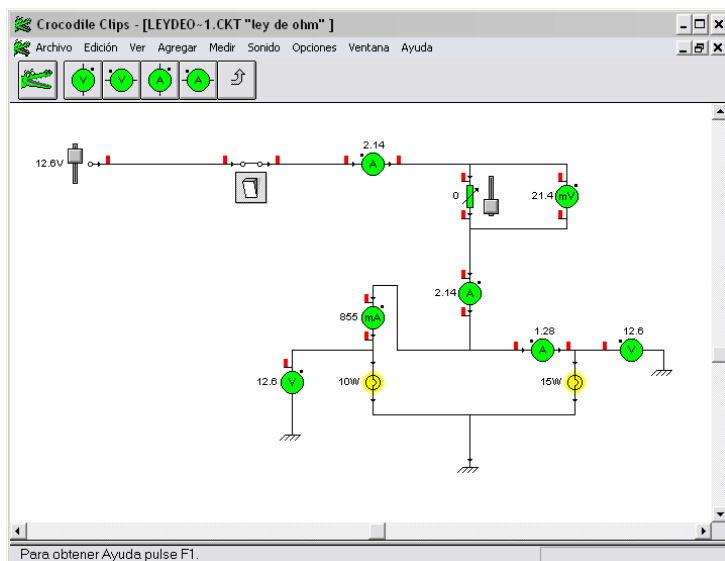 Crocodile Clips - [LEYDEO~1.CKT "ley de ohm" ]
Archivo Edición Ver Agregar Medir Sonido Opciones Ventana Ayuda
V V A A
2.14
12.6V
A
0
21.4 mV
2.14 A
855 mA
1.28
12.6
A
V
12.6 V
10W
15W
Para obtener Ayuda pulse F1.